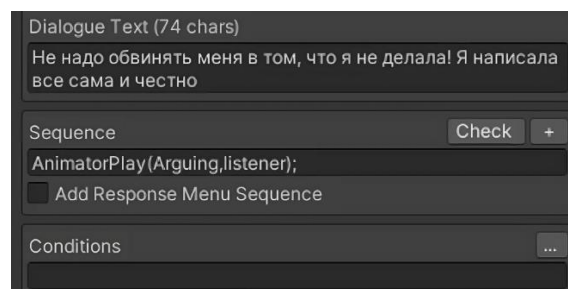 Dialogue Text (74 chars)
Не надо обвинять меня в том, что я не делала! Я написала
все сама и честно
Sequence Check +
AnimatorPlay(Arguing,listener);
Add Response Menu Sequence
Conditions ...